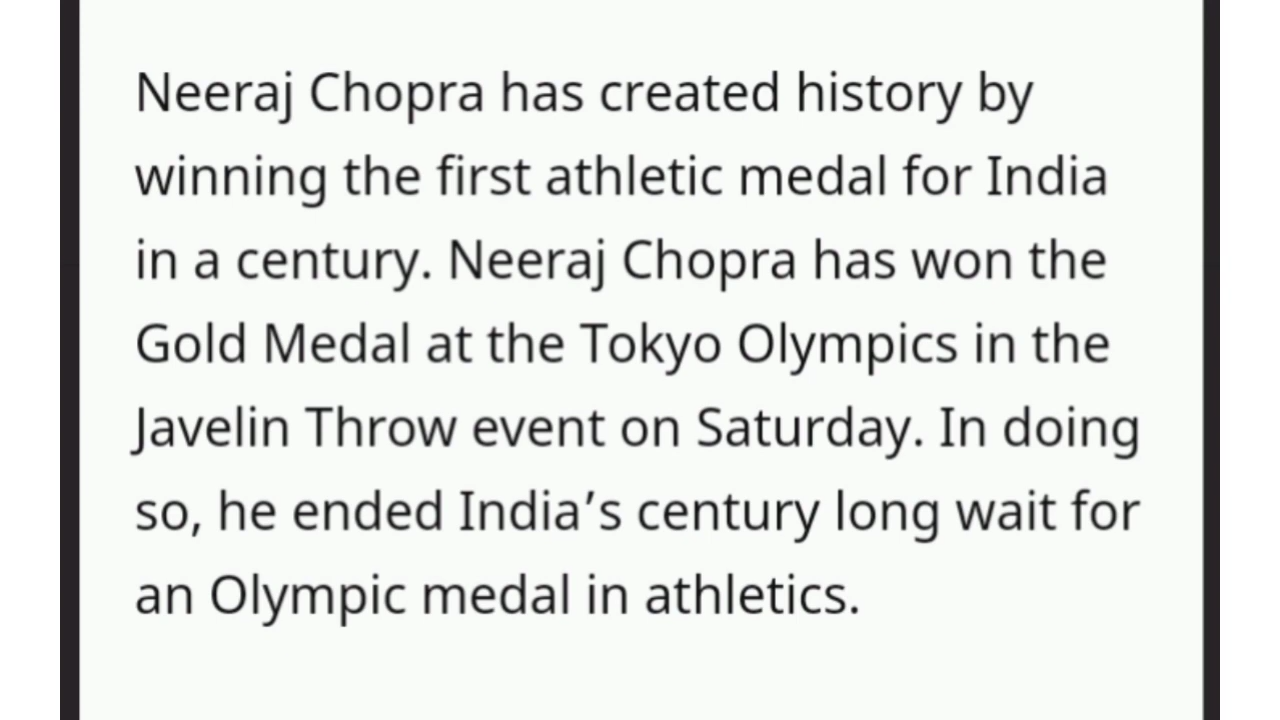 Neeraj Chopra has created history by
winning the first athletic medal for India
in a century. Neeraj Chopra has won the
Gold Medal at the Tokyo Olympics in the
Javelin Throw event on Saturday. In doing
so, he ended India’s century long wait for
an Olympic medal in athletics.